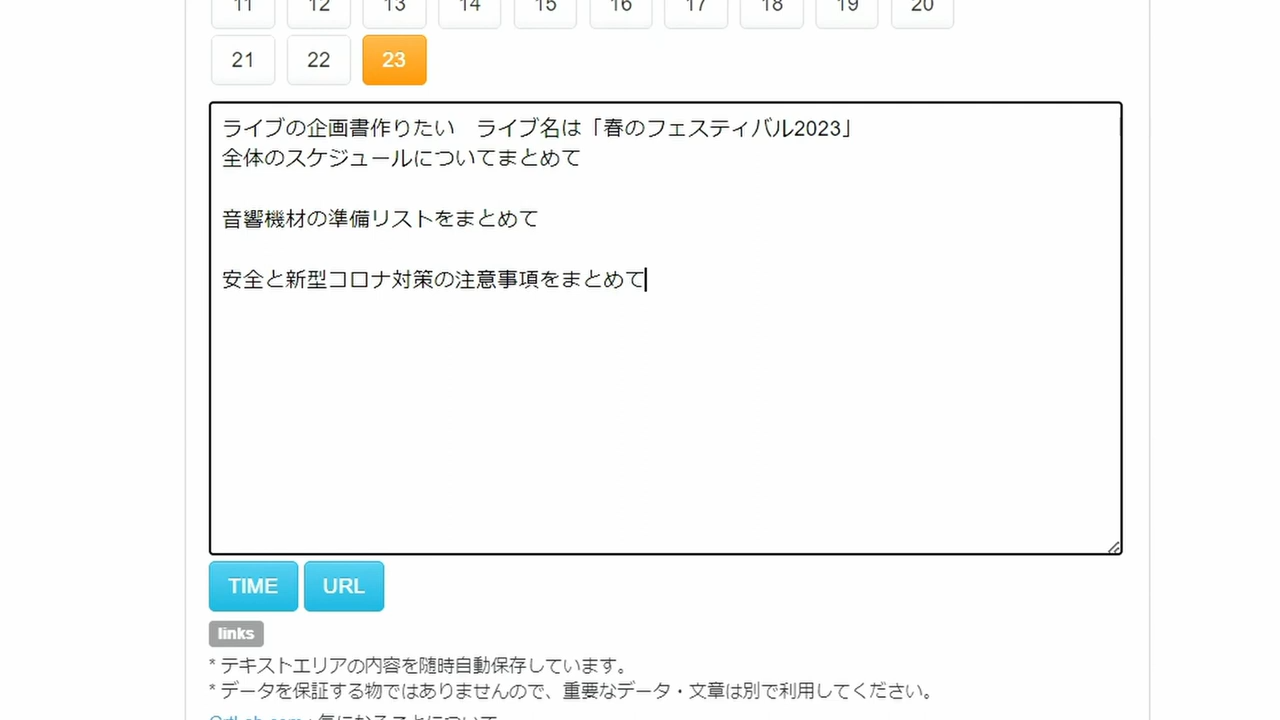 11 12 13 14 15 16 17 18 19 20
21 22 23
ライブの企画書作りたい　ライブ名は「春のフェスティバル2023」
全体のスケジュールについてまとめて
音響機材の準備リストをまとめて
安全と新型コロナ対策の注意事項をまとめて
TIME URL
links
* テキストエリアの内容を随時自動保存しています。
* データを保証する物ではありませんので、重要なデータ・文章は別で利用してください。